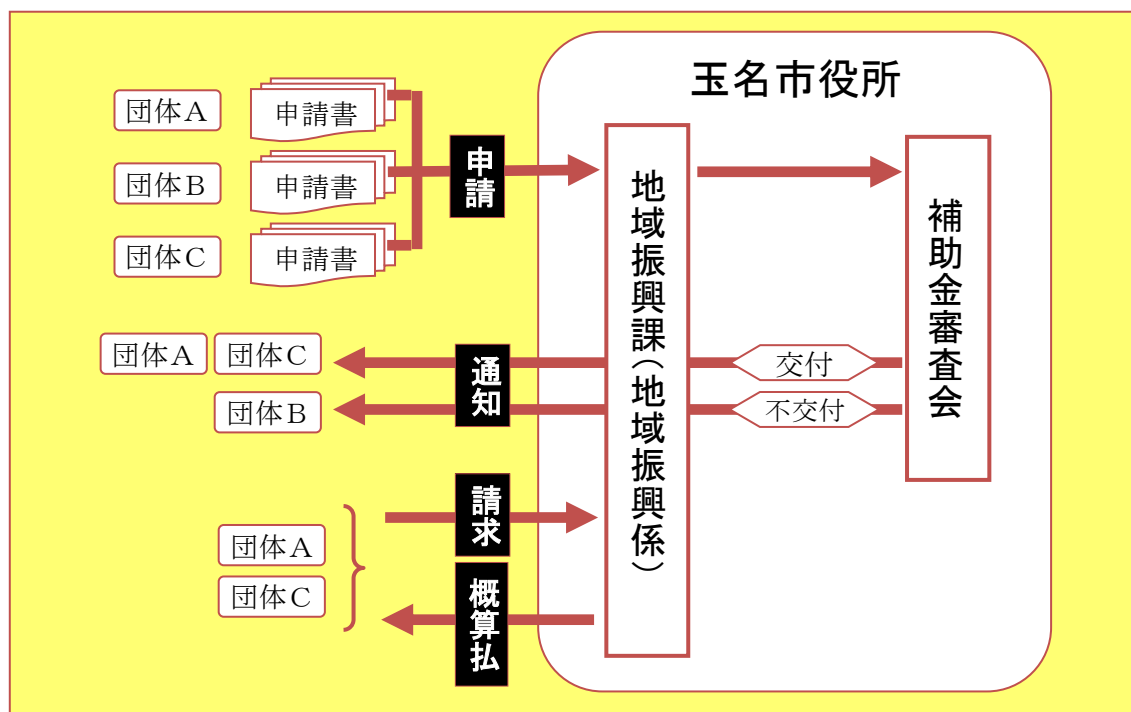 玉名市役所
団体A
申請書
団体B
申請書
団体C
申請書
申請
地域振興課(地域振興係)
補助金審査会
団体A
団体C
通知
交付
団体B
不交付
請求
団体A
団体C
概算払